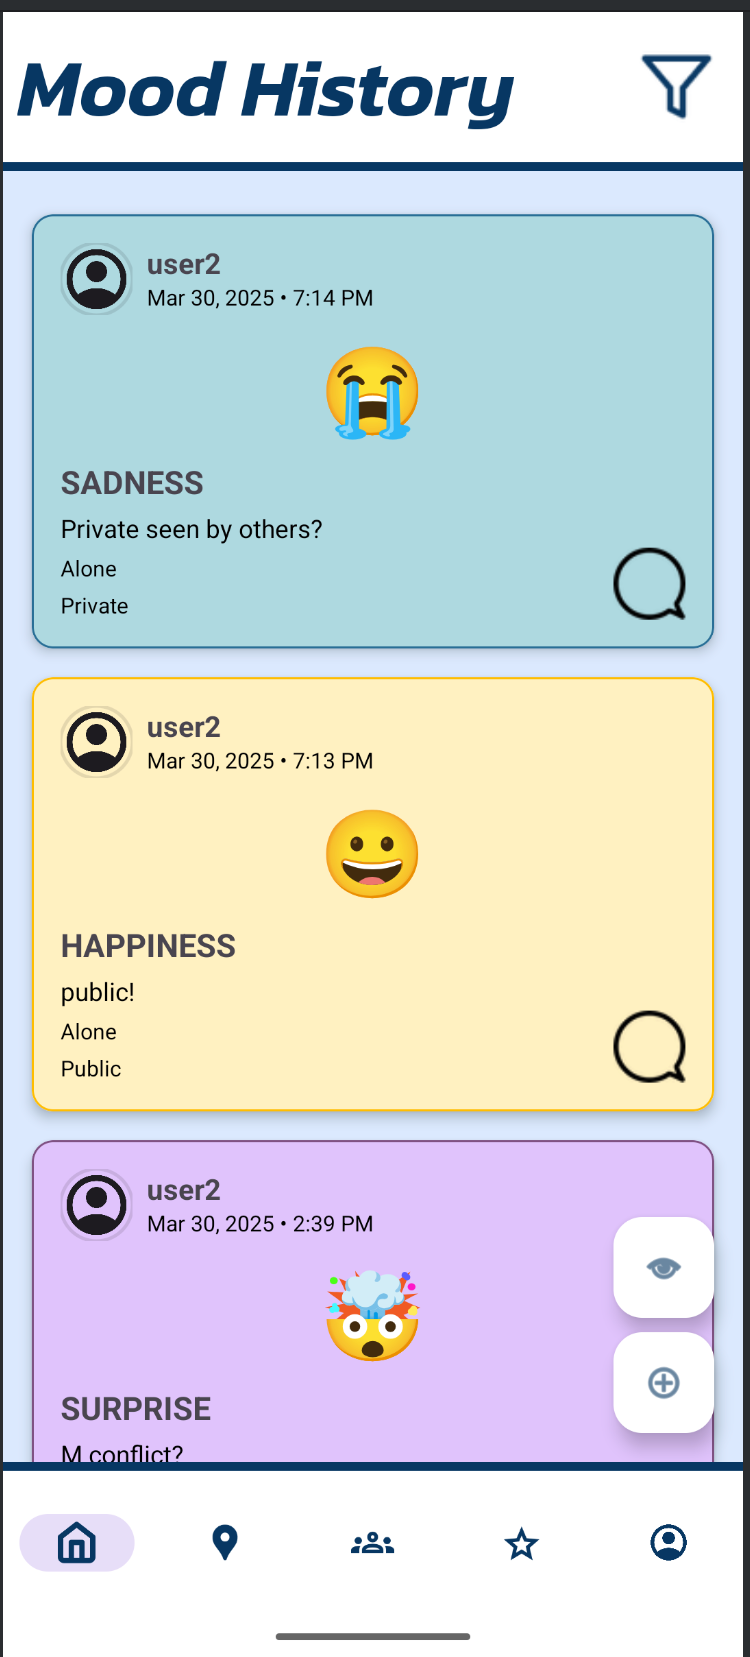 Mood History
user2
Mar 30, 2025 • 7:14 PM
SADNESS
Private seen by others?
Alone
Private
user2
Mar 30, 2025 • 7:13 PM
HAPPINESS
public!
Alone
Public
user2
Mar 30, 2025 • 2:39 PM
SURPRISE
M conflict?